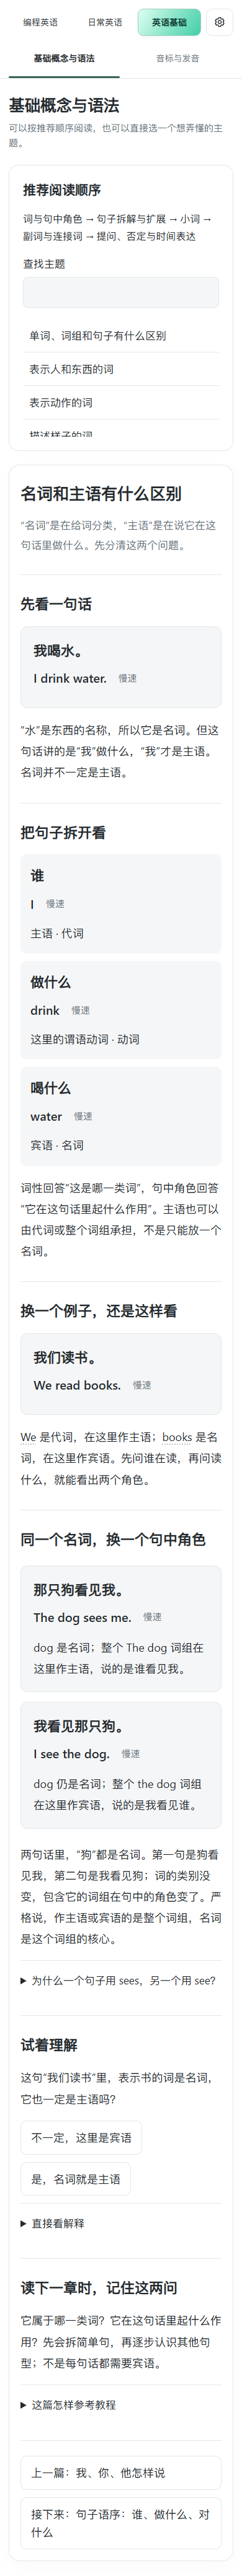 编程英语
日常英语
英语基础
基础概念与语法
音标与发音
基础概念与语法
可以按推荐顺序阅读，也可以直接选一个想弄懂的主
题。
推荐阅读顺序
词与句中角色 → 句子拆解与扩展 → 小词 →
副词与连接词 → 提问、否定与时间表达
查找主题
单词、词组和句子有什么区别
表示人和东西的词
表示动作的词
描述样子的词
名词和主语有什么区别
“名词”是在给词分类，“主语”是在说它在这
句话里做什么。先分清这两个问题。
先看一句话
我喝水。
I drink water. 慢速
“水”是东西的名称，所以它是名词。但这
句话讲的是“我”做什么，“我”才是主语。
名词并不一定是主语。
把句子拆开看
谁
I 慢速
主语 · 代词
做什么
drink 慢速
这里的谓语动词 · 动词
喝什么
water 慢速
宾语 · 名词
词性回答“这是哪一类词”，句中角色回答
“它在这句话里起什么作用”。主语也可以
由代词或整个词组承担，不是只能放一个
名词。
换一个例子，还是这样看
我们读书。
We read books. 慢速
We 是代词，在这里作主语；books 是名
词，在这里作宾语。先问谁在读，再问读
什么，就能看出两个角色。
同一个名词，换一个句中角色
那只狗看见我。
The dog sees me. 慢速
dog 是名词；整个 The dog 词组在
这里作主语，说的是谁看见我。
我看见那只狗。
I see the dog. 慢速
dog 仍是名词；整个 the dog 词组
在这里作宾语，说的是我看见谁。
两句话里，“狗”都是名词。第一句是狗看
见我，第二句是我看见狗；词的类别没
变，包含它的词组在句中的角色变了。严
格说，作主语或宾语的是整个词组，名词
是这个词组的核心。
▶ 为什么一个句子用 sees，另一个用 see？
试着理解
这句“我们读书”里，表示书的词是名词，
它也一定是主语吗？
不一定，这里是宾语
是，名词就是主语
▶ 直接看解释
读下一章时，记住这两问
它属于哪一类词？它在这句话里起什么作
用？先会拆简单句，再逐步认识其他句
型；不是每句话都需要宾语。
▶ 这篇怎样参考教程
上一篇：我、你、他怎样说
接下来：句子语序：谁、做什么、对
什么